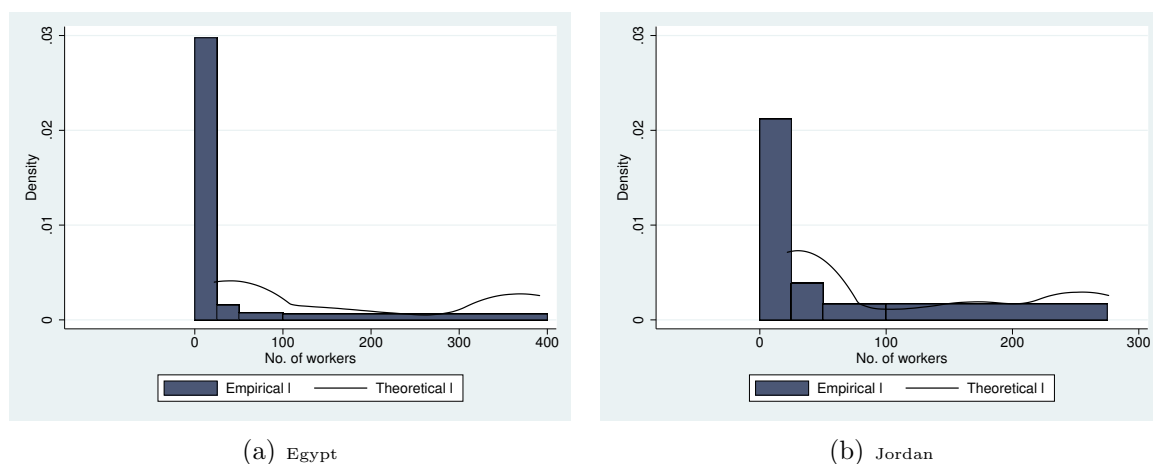 .03
.02
.01
0
Density
0 100 200 300 400
No. of workers
Empirical l Theoretical l
(a) Egypt
.03
.02
.01
0
Density
0 100 200 300
No. of workers
Empirical l Theoretical l
(b) Jordan